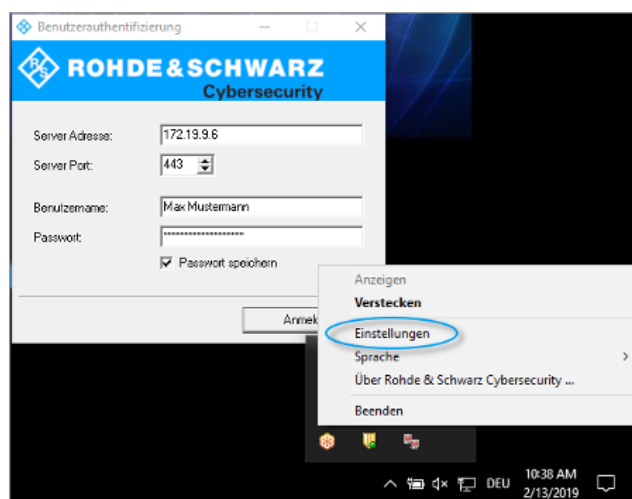 Benutzerauthentifizierung
ROHDE & SCHWARZ
Cybersecurity
Server Adresse:
172.19.9.6
Server Port:
443
Benutzername:
Max Mustermann
Passwort:
Passwort speichern
Anzeigen
Verstecken
Einstellungen
Sprache
Über Rohde & Schwarz Cybersecurity ...
Beenden
DEU
10:38 AM
2/13/2019